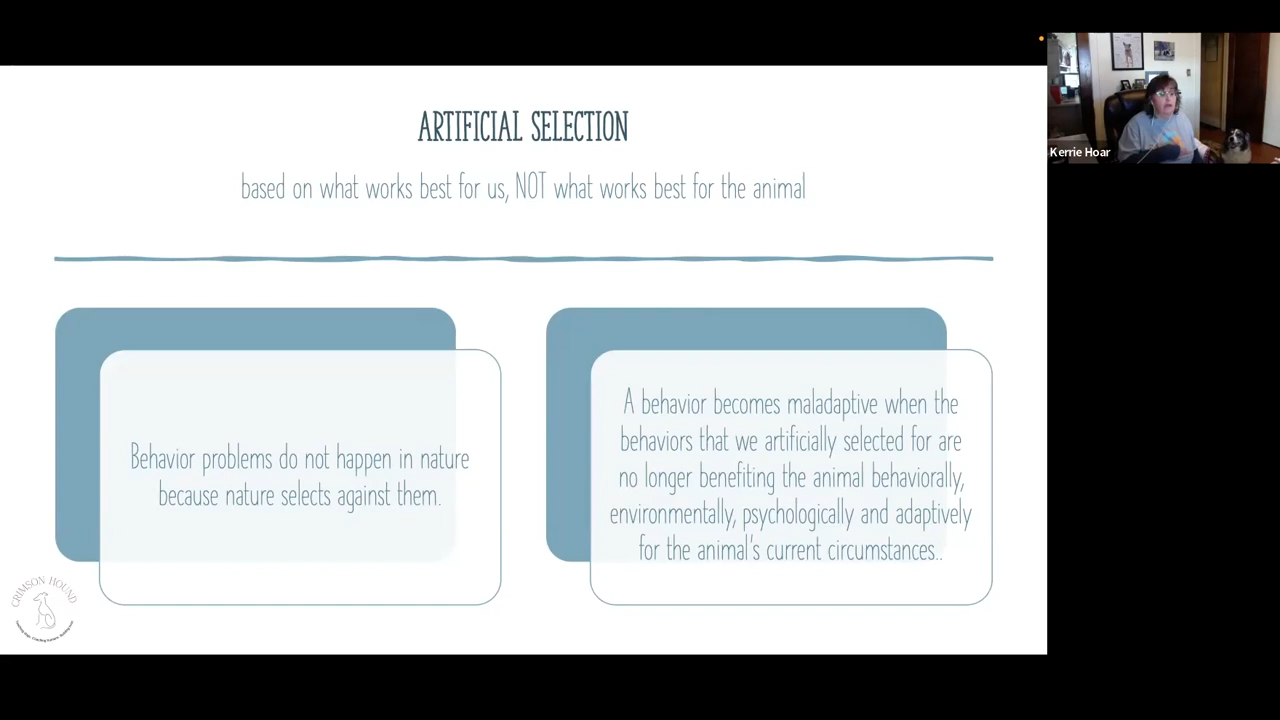 ARTIFICIAL SELECTION
based on what works best for us, NOT what works best for the animal
Behavior problems do not happen in nature
because nature selects against them.
A behavior becomes maladaptive when the
behaviors that we artificially selected for are
no longer benefiting the animal behaviorally,
environmentally, psychologically and adaptively
for the animal's current circumstances..
CRIMSON HOUND
Kerrie Hoar